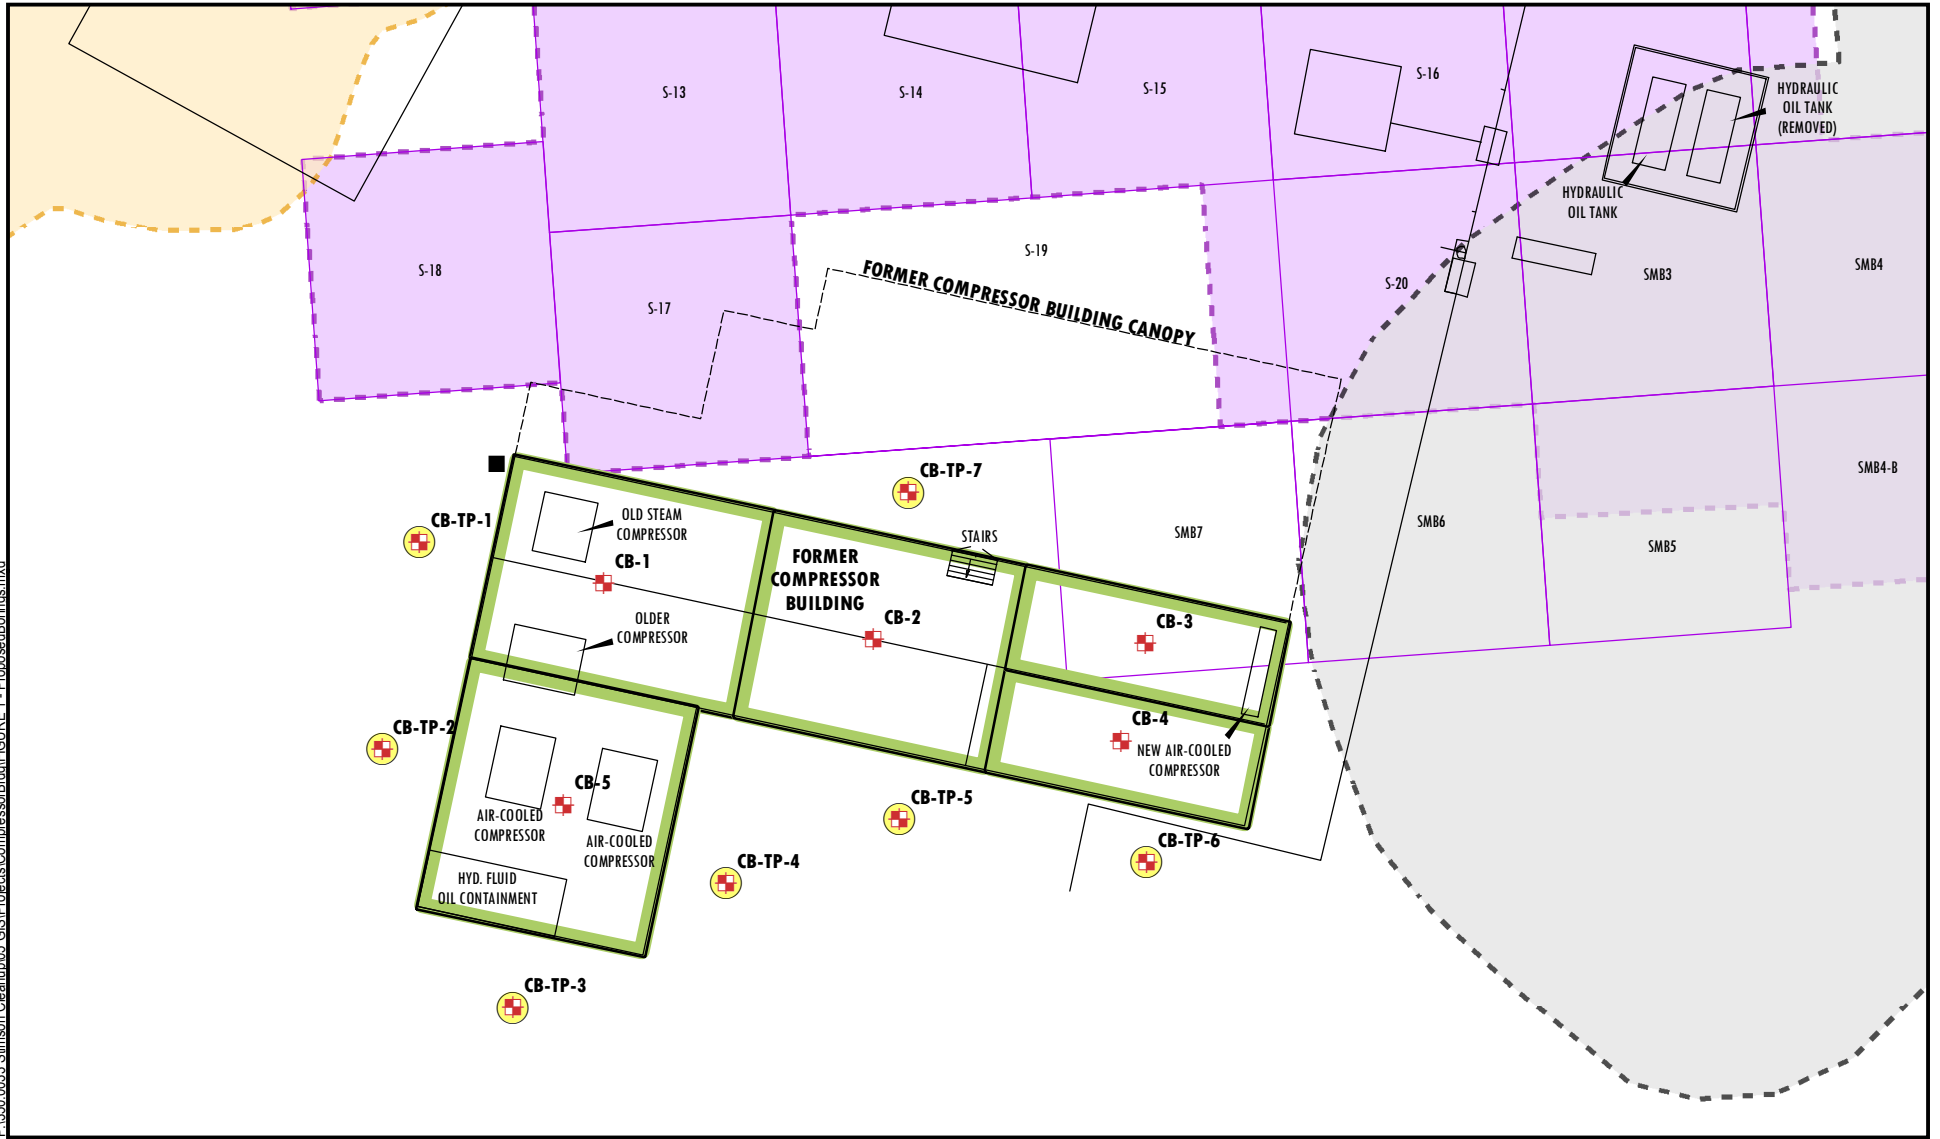 S-13
S-14
S-15
S-16
HYDRAULIC
OIL TANK
(REMOVED)
HYDRAULIC
OIL TANK
S-18
S-17
S-19
S-20
SMB3
SMB4
FORMER COMPRESSOR BUILDING CANOPY
SMB4-B
CB-TP-7
CB-TP-1
OLD STEAM
COMPRESSOR
STAIRS
SMB7
SMB6
SMB5
CB-1
FORMER
COMPRESSOR
BUILDING
OLDER
COMPRESSOR
CB-2
CB-3
CB-TP-2
CB-4
NEW AIR-COOLED
COMPRESSOR
CB-5
AIR-COOLED
COMPRESSOR
AIR-COOLED
COMPRESSOR
CB-TP-5
CB-TP-6
CB-TP-4
HYD. FLUID
OIL CONTAINMENT
CB-TP-3